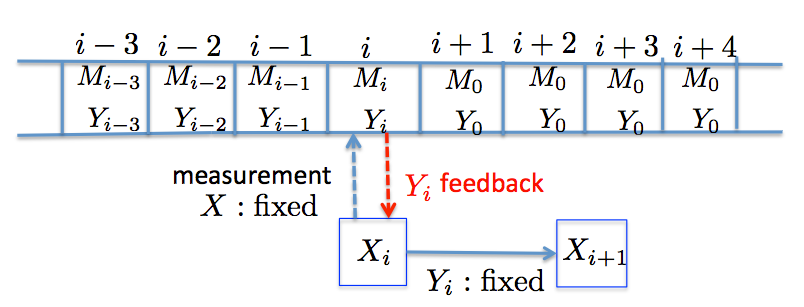 i − 3 i − 2 i − 1 i i + 1 i + 2 i + 3 i + 4
M_{i−3} M_{i−2} M_{i−1} M_i M_0 M_0 M_0 M_0
Y_{i−3} Y_{i−2} Y_{i−1} Y_i Y_0 Y_0 Y_0 Y_0
measurement
X : fixed
Y_i feedback
X_i
X_{i+1}
Y_i : fixed